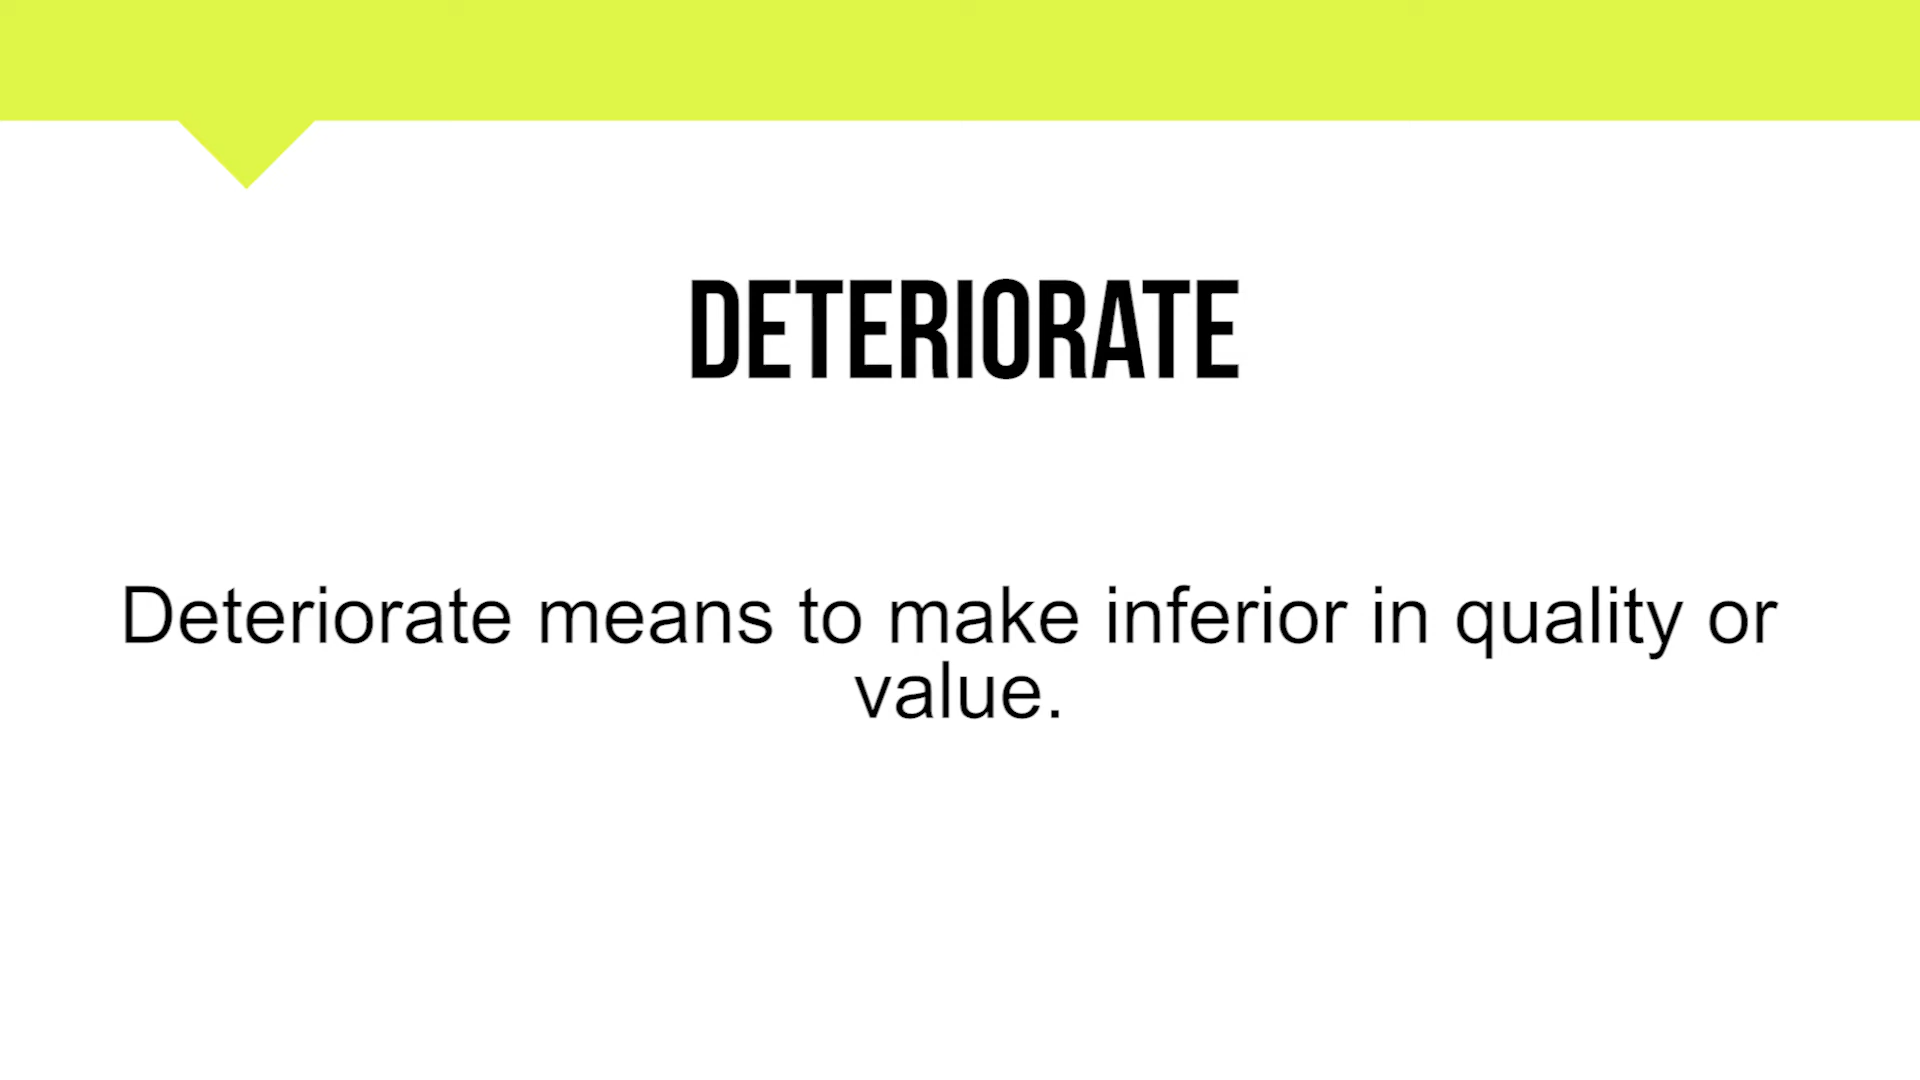 DETERIORATE
Deteriorate means to make inferior in quality or
value.